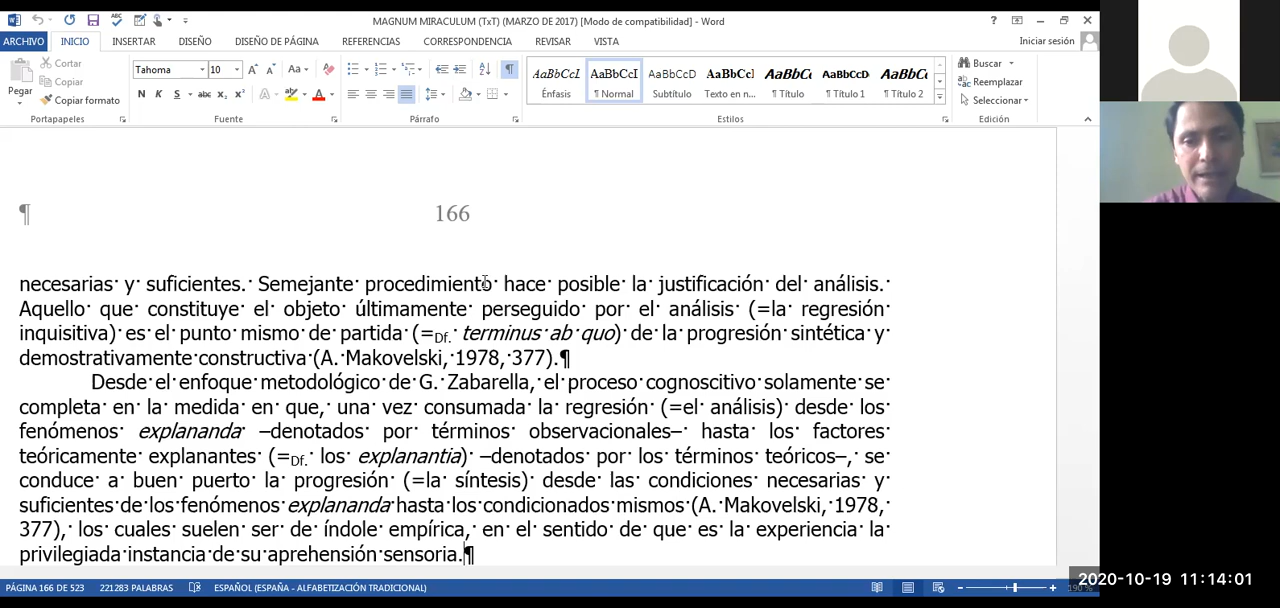 MAGNUM MIRACULUM (TxT) (MARZO DE 2017) [Modo de compatibilidad] - Word
ARCHIVO INICIO INSERTAR DISEÑO DISEÑO DE PÁGINA REFERENCIAS CORRESPONDENCIA REVISAR VISTA Iniciar sesión
Pegar
Cortar
Copiar
Copiar formato
Portapapeles
Tahoma 10
Fuente
Párrafo
AaBbCcI AaBbCcI AaBbCcD AaBbCcI AaBbCc AaBbCcD AaBbCc
Énfasis ¶ Normal Subtítulo Texto en n... ¶ Título ¶ Título 1 ¶ Título 2
Estilos
Buscar
Reemplazar
Seleccionar
Edición
¶ 166
necesarias y suficientes. Semejante procedimiento hace posible la justificación del análisis.
Aquello que constituye el objeto últimamente perseguido por el análisis (=la regresión
inquisitiva) es el punto mismo de partida (=Df. terminus ab quo) de la progresión sintética y
demostrativamente constructiva (A. Makovelski, 1978, 377).¶
Desde el enfoque metodológico de G. Zabarella, el proceso cognoscitivo solamente se
completa en la medida en que, una vez consumada la regresión (=el análisis) desde los
fenómenos explananda –denotados por términos observacionales– hasta los factores
teóricamente explanantes (=Df. los explanantia) –denotados por los términos teóricos–, se
conduce a buen puerto la progresión (=la síntesis) desde las condiciones necesarias y
suficientes de los fenómenos explananda hasta los condicionados mismos (A. Makovelski, 1978,
377), los cuales suelen ser de índole empírica, en el sentido de que es la experiencia la
privilegiada instancia de su aprehensión sensoria.¶
PÁGINA 166 DE 523 221283 PALABRAS ESPAÑOL (ESPAÑA - ALFABETIZACIÓN TRADICIONAL) 190 %
2020-10-19 11:14:01